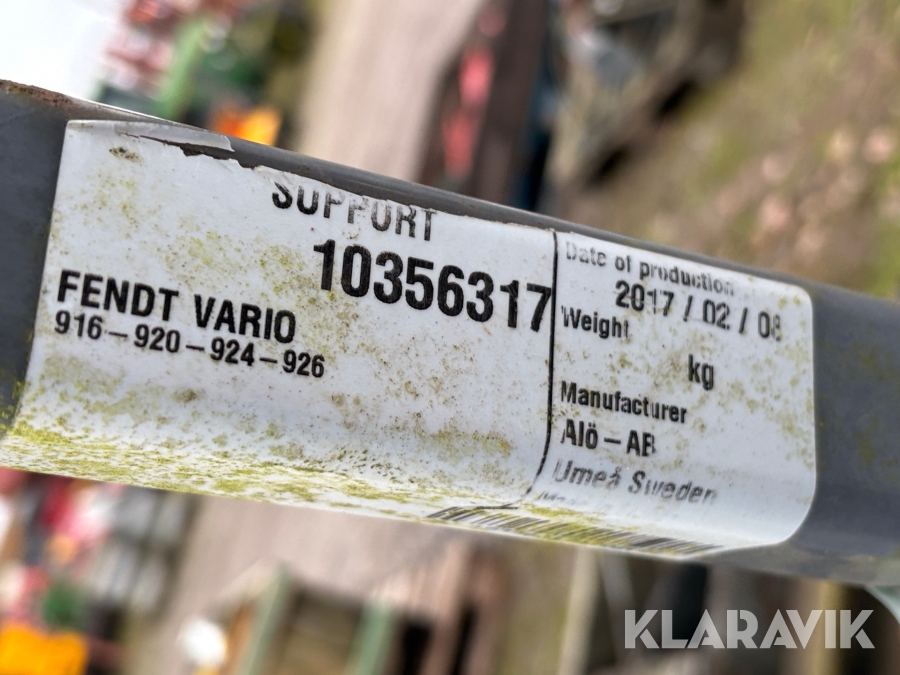 SUPPORT
10356317
FENDT VARIO
916-920-924-926
Date of production
2017/02/08
Weight
kg
Manufacturer
Alö-AB
Umeå Sweden
KLARAVIK